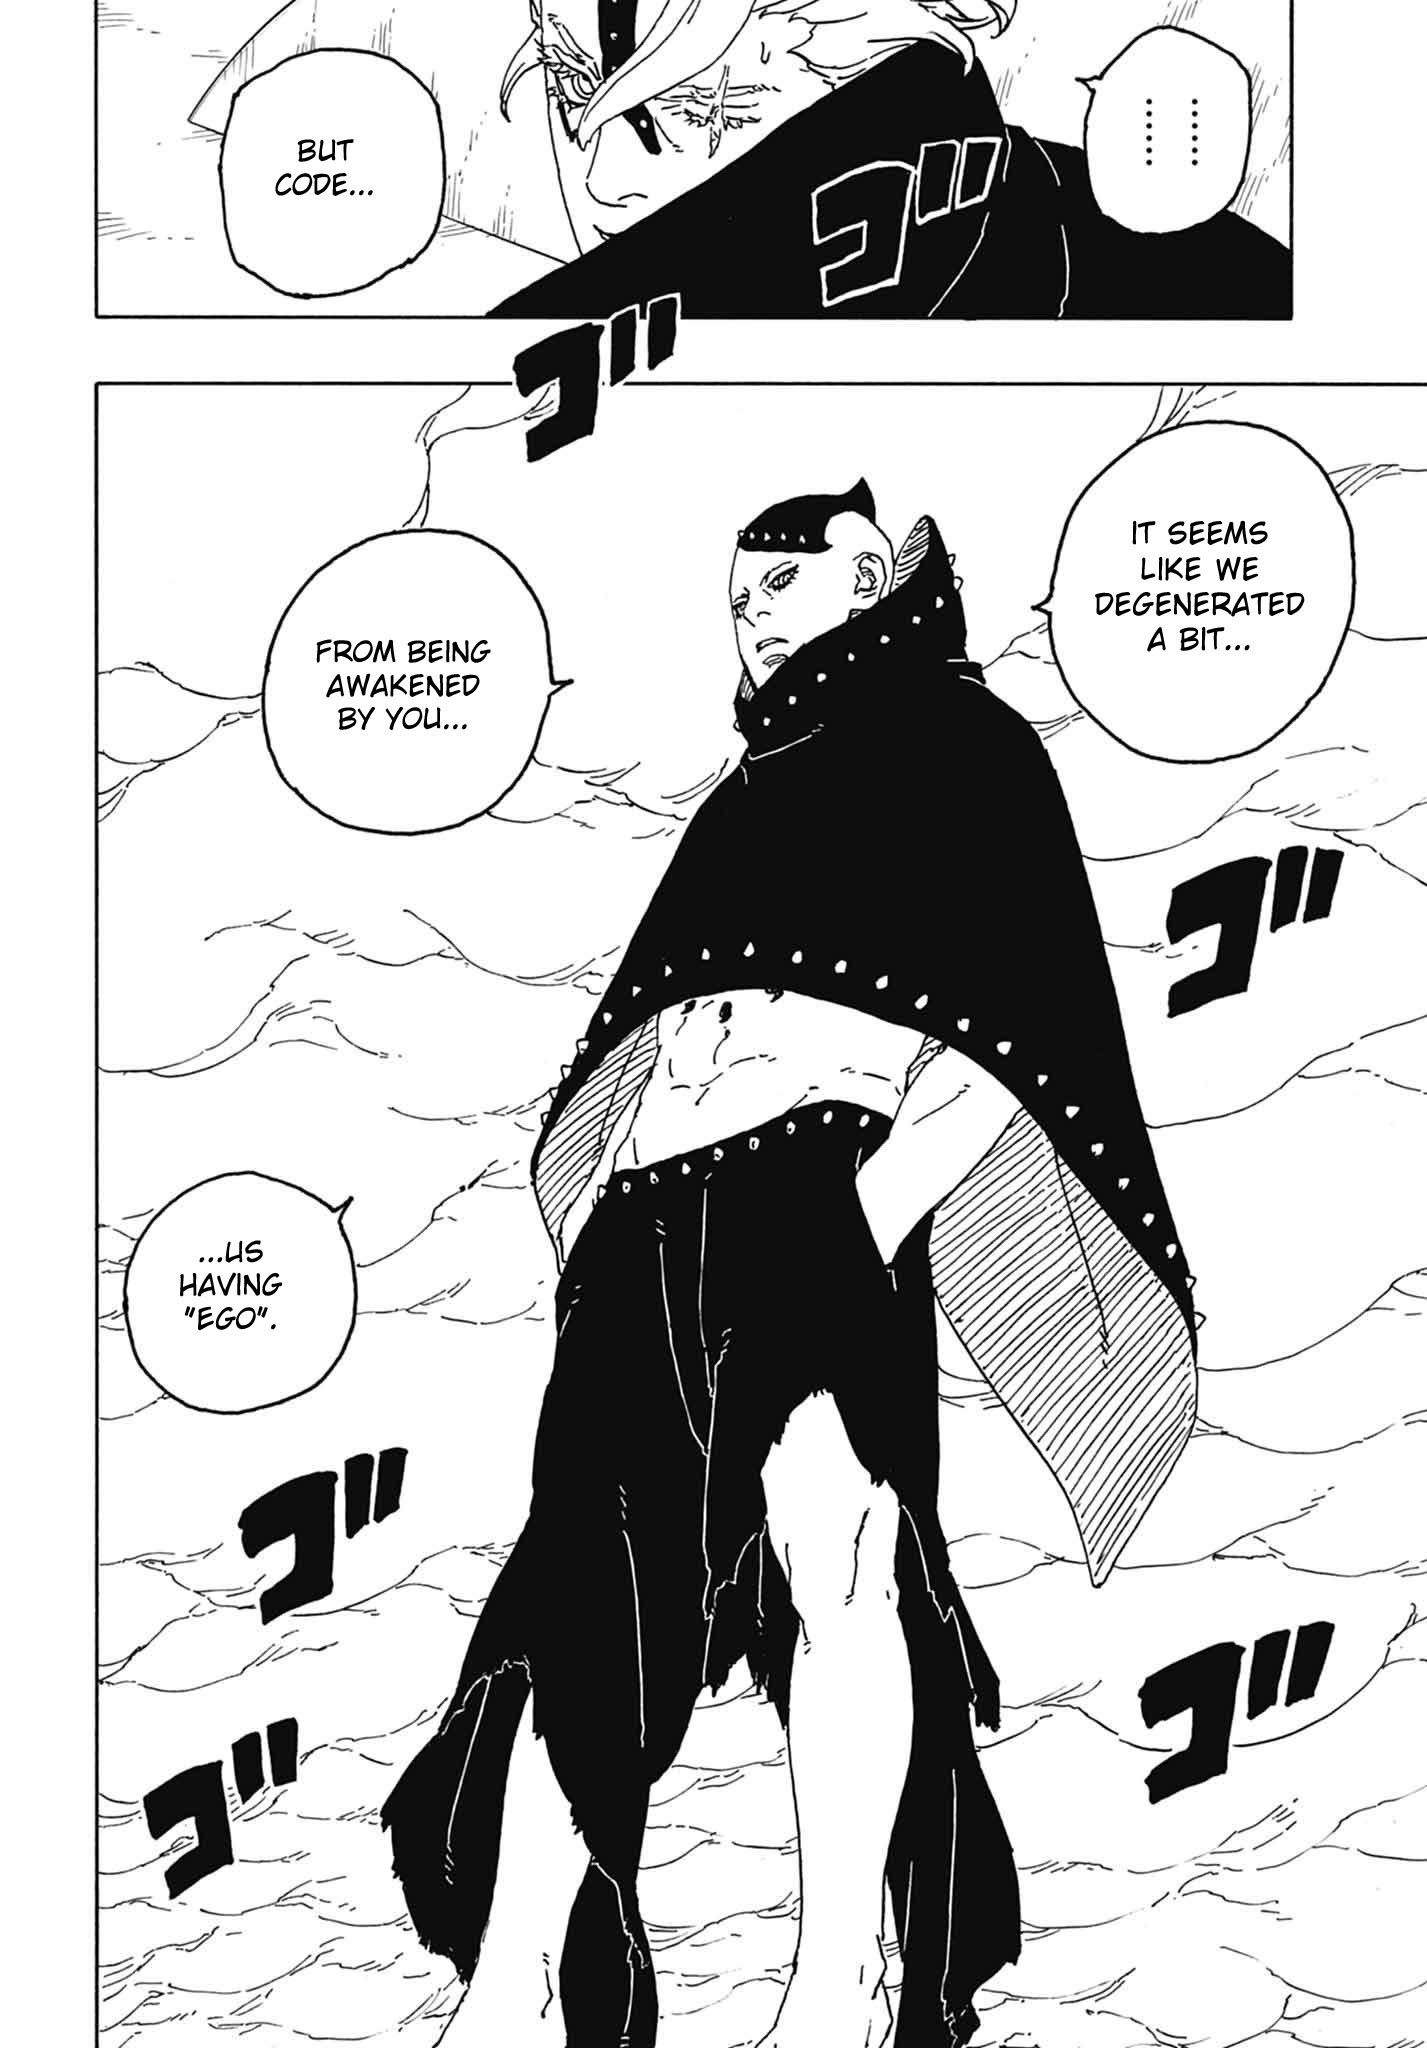 ......
......
BUT
CODE...
ゴ
ゴ
IT SEEMS
LIKE WE
DEGENERATED
A BIT...
FROM BEING
AWAKENED
BY YOU...
ゴ
...US
HAVING
"EGO".
ゴ
ゴ
ゴ